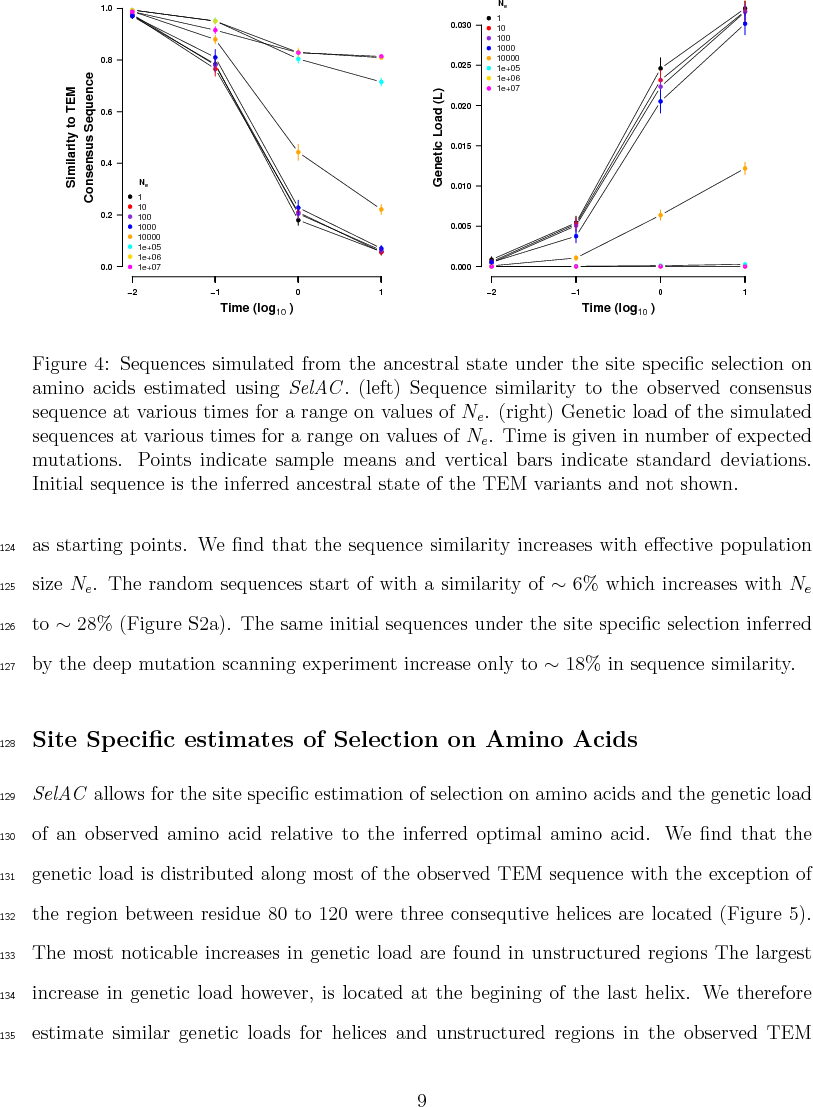 1.0
0.8
0.6
0.4
0.2
0.0
Similarity to TEM
Consensus Sequence
Nₑ
1
10
100
1000
10000
1e+05
1e+06
1e+07
−2
−1
0
1
Time (log₁₀ )
Nₑ
1
10
100
1000
10000
1e+05
1e+06
1e+07
0.030
0.025
0.020
0.015
0.010
0.005
0.000
Genetic Load (L)
−2
−1
0
1
Time (log₁₀ )
Figure 4: Sequences simulated from the ancestral state under the site specific selection on
amino acids estimated using SelAC. (left) Sequence similarity to the observed consensus
sequence at various times for a range on values of Nₑ. (right) Genetic load of the simulated
sequences at various times for a range on values of Nₑ. Time is given in number of expected
mutations. Points indicate sample means and vertical bars indicate standard deviations.
Initial sequence is the inferred ancestral state of the TEM variants and not shown.
124 as starting points. We find that the sequence similarity increases with effective population
125 size Nₑ. The random sequences start of with a similarity of ∼ 6% which increases with Nₑ
126 to ∼ 28% (Figure S2a). The same initial sequences under the site specific selection inferred
127 by the deep mutation scanning experiment increase only to ∼ 18% in sequence similarity.
128 Site Specific estimates of Selection on Amino Acids
129 SelAC allows for the site specific estimation of selection on amino acids and the genetic load
130 of an observed amino acid relative to the inferred optimal amino acid. We find that the
131 genetic load is distributed along most of the observed TEM sequence with the exception of
132 the region between residue 80 to 120 were three consequtive helices are located (Figure 5).
133 The most noticable increases in genetic load are found in unstructured regions The largest
134 increase in genetic load however, is located at the begining of the last helix. We therefore
135 estimate similar genetic loads for helices and unstructured regions in the observed TEM
9